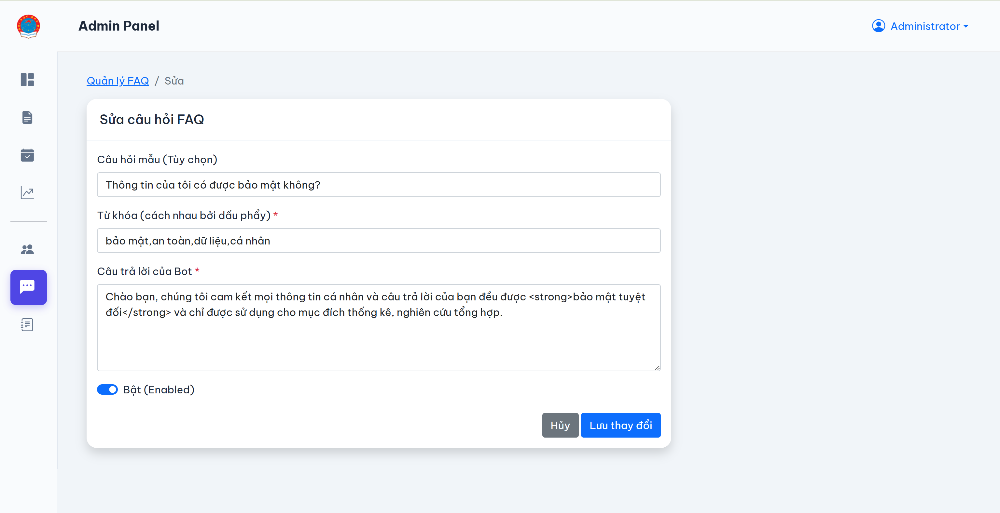 Admin Panel
Administrator
Quản lý FAQ / Sửa
Sửa câu hỏi FAQ
Câu hỏi mẫu (Tùy chọn)
Thông tin của tôi có được bảo mật không?
Từ khóa (cách nhau bởi dấu phẩy) *
bảo mật,an toàn,dữ liệu,cá nhân
Câu trả lời của Bot *
Chào bạn, chúng tôi cam kết mọi thông tin cá nhân và câu trả lời của bạn đều được <strong>bảo mật tuyệt
đối</strong> và chỉ được sử dụng cho mục đích thống kê, nghiên cứu tổng hợp.
Bật (Enabled)
Hủy
Lưu thay đổi